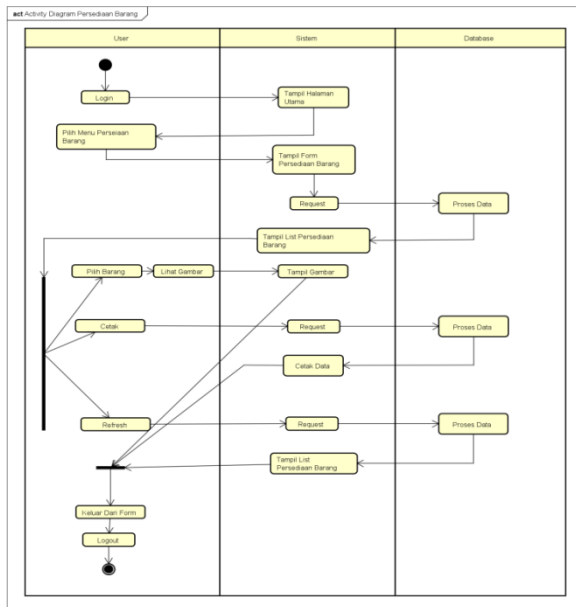 act Activity Diagram Persediaan Barang
User
Sistem
Database
Login
Tampil Halaman
Utama
Pilih Menu Perseiaan
Barang
Tampil Form
Persediaan Barang
Request
Proses Data
Tampil List Persediaan
Barang
Pilih Barang
Lihat Gambar
Tampil Gambar
Cetak
Request
Proses Data
Cetak Data
Refresh
Request
Proses Data
Tampil List
Persediaan Barang
Keluar Dari Form
Logout